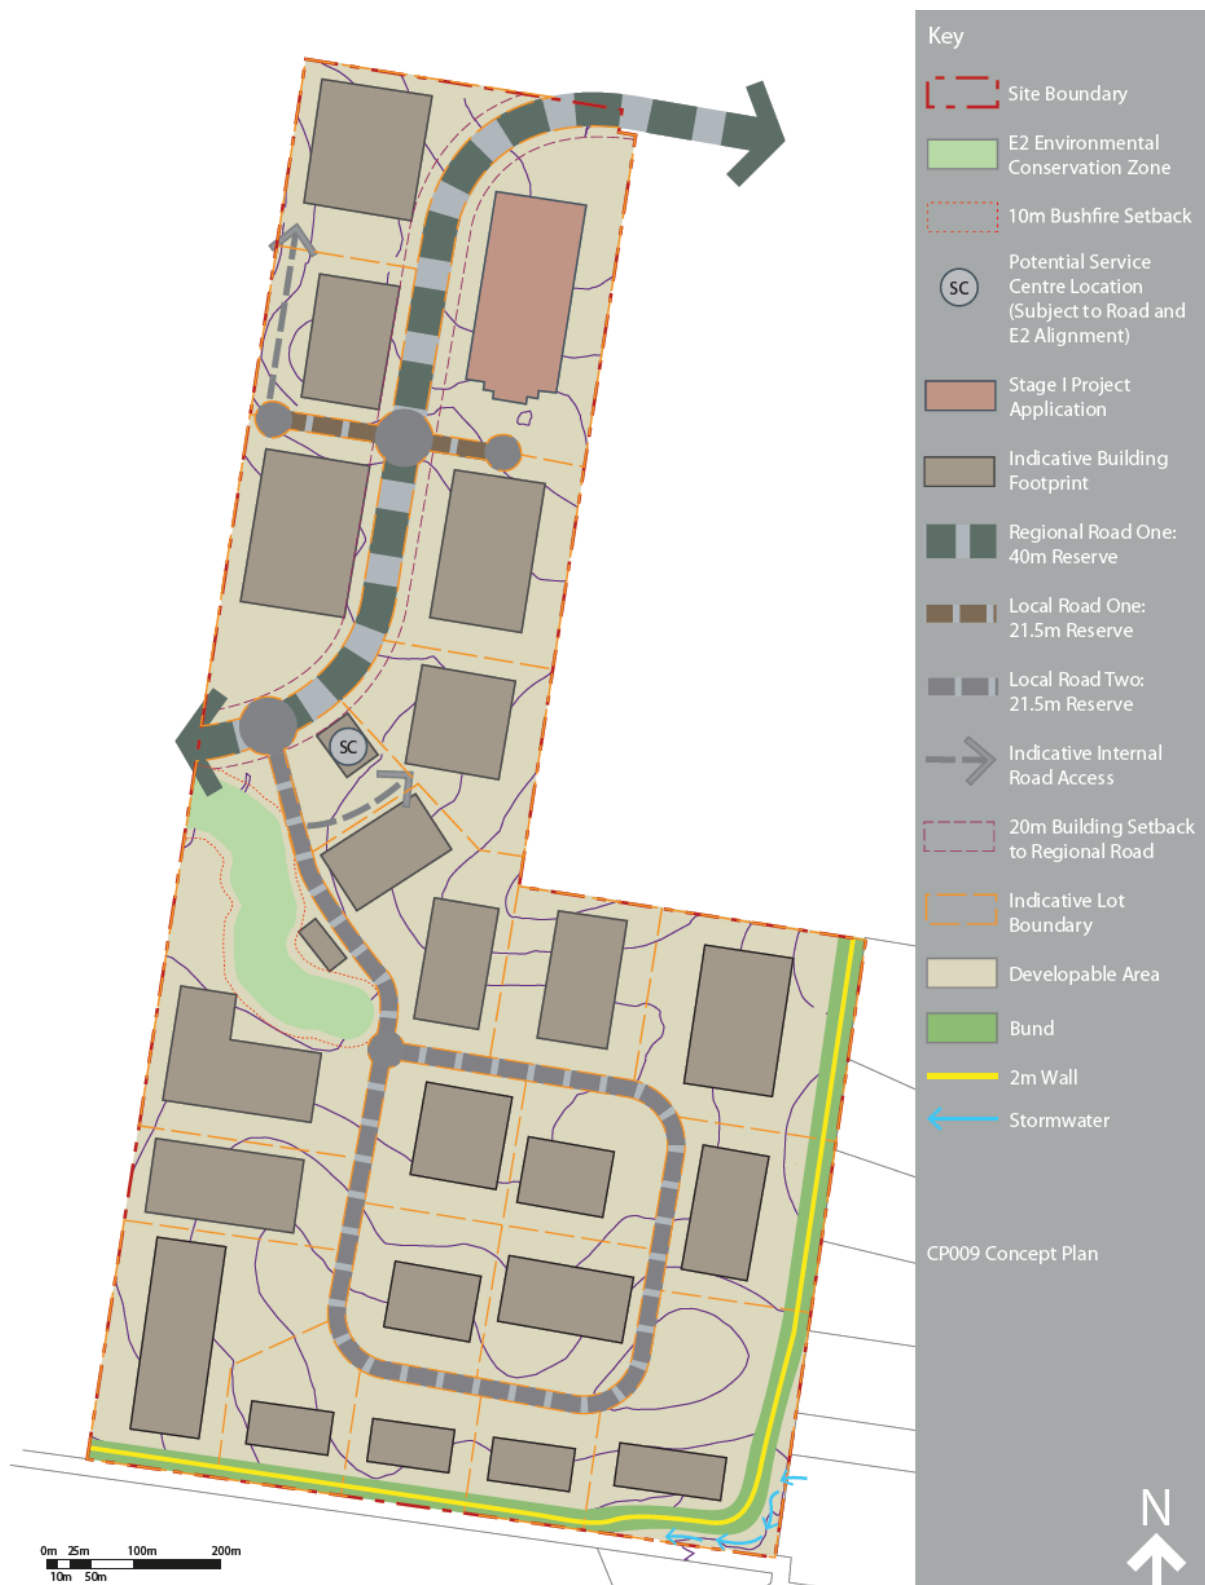 Key
Site Boundary
E2 Environmental
Conservation Zone
10m Bushfire Setback
SC
Potential Service
Centre Location
(Subject to Road and
E2 Alignment)
Stage I Project
Application
Indicative Building
Footprint
Regional Road One:
40m Reserve
Local Road One:
21.5m Reserve
Local Road Two:
21.5m Reserve
Indicative Internal
Road Access
20m Building Setback
to Regional Road
Indicative Lot
Boundary
Developable Area
Bund
2m Wall
Stormwater
CP009 Concept Plan
N
SC
0m 25m 100m 200m
10m 50m